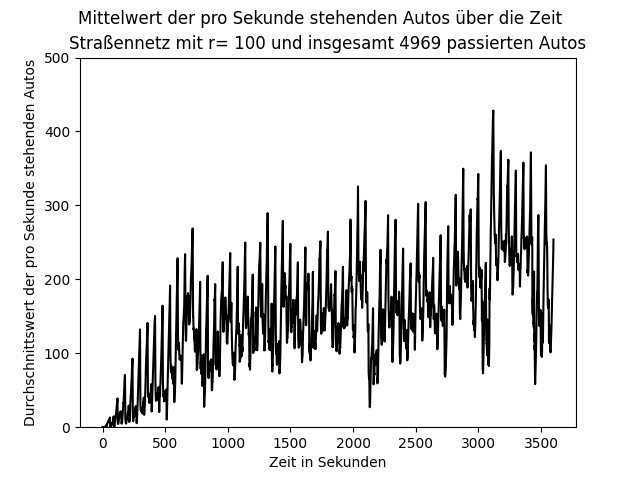 Mittelwert der pro Sekunde stehenden Autos über die Zeit
Straßennetz mit r= 100 und insgesamt 4969 passierten Autos
Durchschnittswert der pro Sekunde stehenden Autos
500
400
300
200
100
0
0 500 1000 1500 2000 2500 3000 3500
Zeit in Sekunden